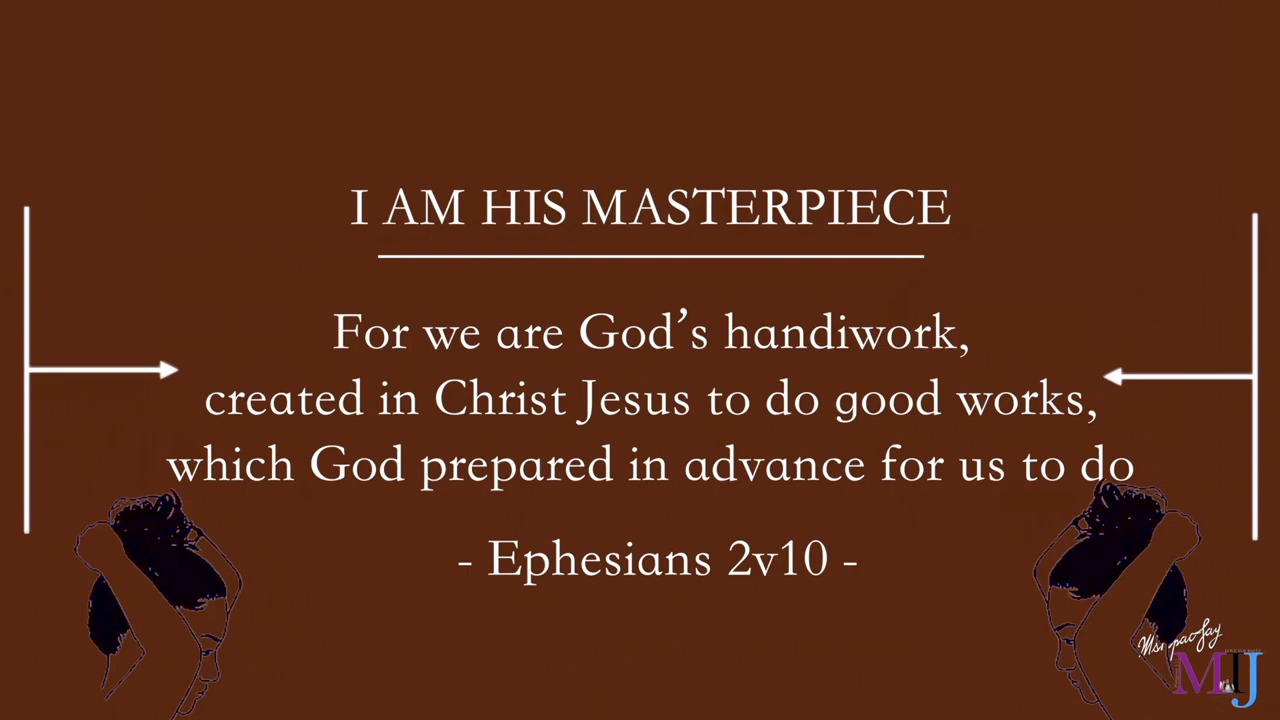 I AM HIS MASTERPIECE
For we are God’s handiwork,
created in Christ Jesus to do good works,
which God prepared in advance for us to do
- Ephesians 2v10 -
MIJ